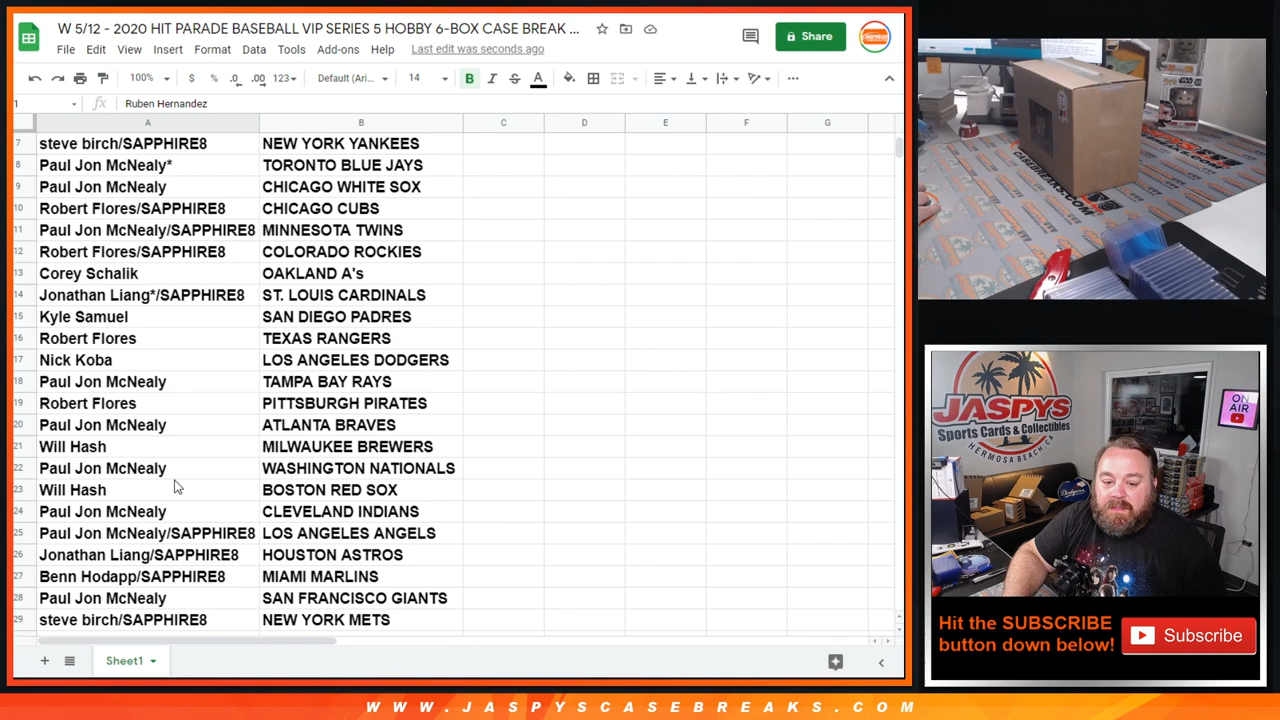 W 5/12 - 2020 HIT PARADE BASEBALL VIP SERIES 5 HOBBY 6-BOX CASE BREAK ...
File Edit View Insert Format Data Tools Add-ons Help Last edit was seconds ago
Share
100% $ % .0 .00 123 Default (Ari... 14 B I S A
1 fx Ruben Hernandez
A B C D E F G
7 steve birch/SAPPHIRE8 NEW YORK YANKEES
8 Paul Jon McNealy* TORONTO BLUE JAYS
9 Paul Jon McNealy CHICAGO WHITE SOX
10 Robert Flores/SAPPHIRE8 CHICAGO CUBS
11 Paul Jon McNealy/SAPPHIRE8 MINNESOTA TWINS
12 Robert Flores/SAPPHIRE8 COLORADO ROCKIES
13 Corey Schalik OAKLAND A's
14 Jonathan Liang*/SAPPHIRE8 ST. LOUIS CARDINALS
15 Kyle Samuel SAN DIEGO PADRES
16 Robert Flores TEXAS RANGERS
17 Nick Koba LOS ANGELES DODGERS
18 Paul Jon McNealy TAMPA BAY RAYS
19 Robert Flores PITTSBURGH PIRATES
20 Paul Jon McNealy ATLANTA BRAVES
21 Will Hash MILWAUKEE BREWERS
22 Paul Jon McNealy WASHINGTON NATIONALS
23 Will Hash BOSTON RED SOX
24 Paul Jon McNealy CLEVELAND INDIANS
25 Paul Jon McNealy/SAPPHIRE8 LOS ANGELES ANGELS
26 Jonathan Liang/SAPPHIRE8 HOUSTON ASTROS
27 Benn Hodapp/SAPPHIRE8 MIAMI MARLINS
28 Paul Jon McNealy SAN FRANCISCO GIANTS
29 steve birch/SAPPHIRE8 NEW YORK METS
Sheet1
JASPYS
Sports Cards & Collectibles
HERMOSA BEACH, CA
ON AIR
Dodgers
Hit the SUBSCRIBE
button down below!
Subscribe
WWW.JASPYSCASEBREAKS.COM